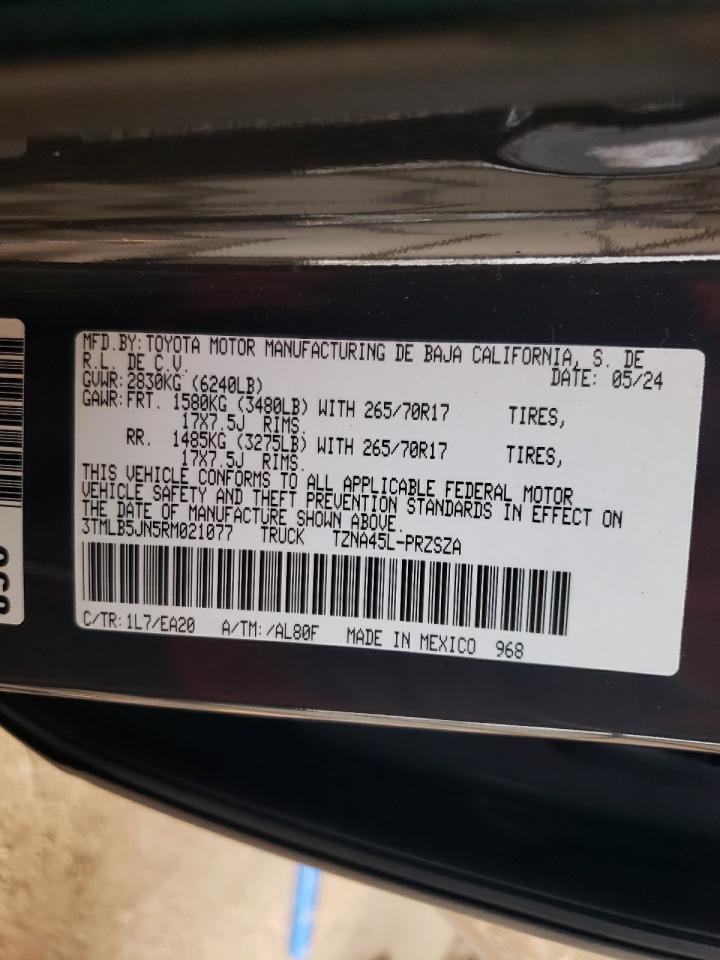 MFD.BY:TOYOTA MOTOR MANUFACTURING DE BAJA CALIFORNIA, S. DE
R.L. DE C.V. DATE: 05/24
GVWR:2830KG (6240LB)
GAWR:FRT. 1580KG (3480LB) WITH 265/70R17 TIRES,
17X7.5J RIMS.
RR. 1485KG (3275LB) WITH 265/70R17 TIRES,
17X7.5J RIMS.
THIS VEHICLE CONFORMS TO ALL APPLICABLE FEDERAL MOTOR
VEHICLE SAFETY AND THEFT PREVENTION STANDARDS IN EFFECT ON
THE DATE OF MANUFACTURE SHOWN ABOVE.
3TMLB5JN5RM021077 TRUCK TZNA45L-PRZSZA
C/TR:1L7/EA20 A/TM:/AL80F MADE IN MEXICO 968